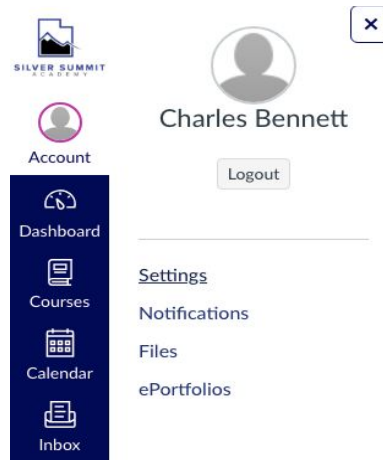 SILVER SUMMIT
ACADEMY
Account
Dashboard
Courses
Calendar
Inbox
×
Charles Bennett
Logout
Settings
Notifications
Files
ePortfolios